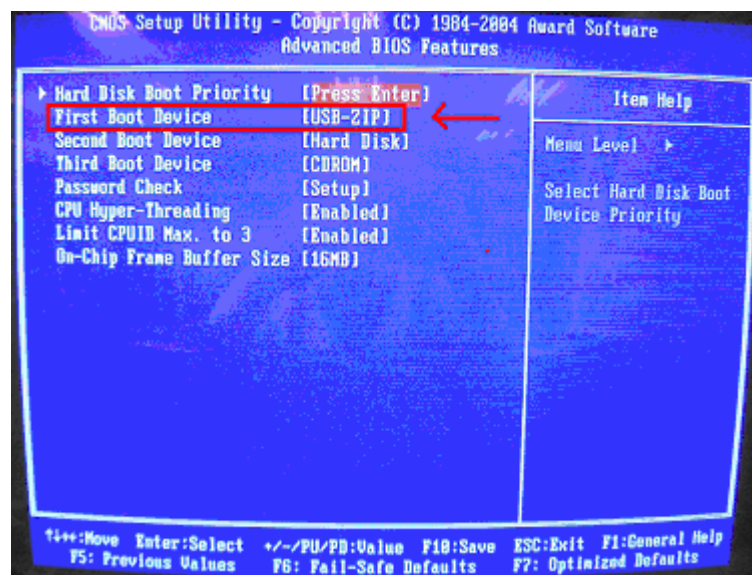 CMOS Setup Utility - Copyright (C) 1984-2004 Award Software
Advanced BIOS Features
Hard Disk Boot Priority [Press Enter]
First Boot Device [USB-ZIP]
Second Boot Device [Hard Disk]
Third Boot Device [CDROM]
Password Check [Setup]
CPU Hyper-Threading [Enabled]
Limit CPUID Max. to 3 [Enabled]
On-Chip Frame Buffer Size [16MB]
Item Help
Menu Level
Select Hard Disk Boot
Device Priority
↑↓→←:Move Enter:Select +/-/PU/PD:Value F10:Save ESC:Exit F1:General Help
F5: Previous Values F6: Fail-Safe Defaults F7: Optimized Defaults